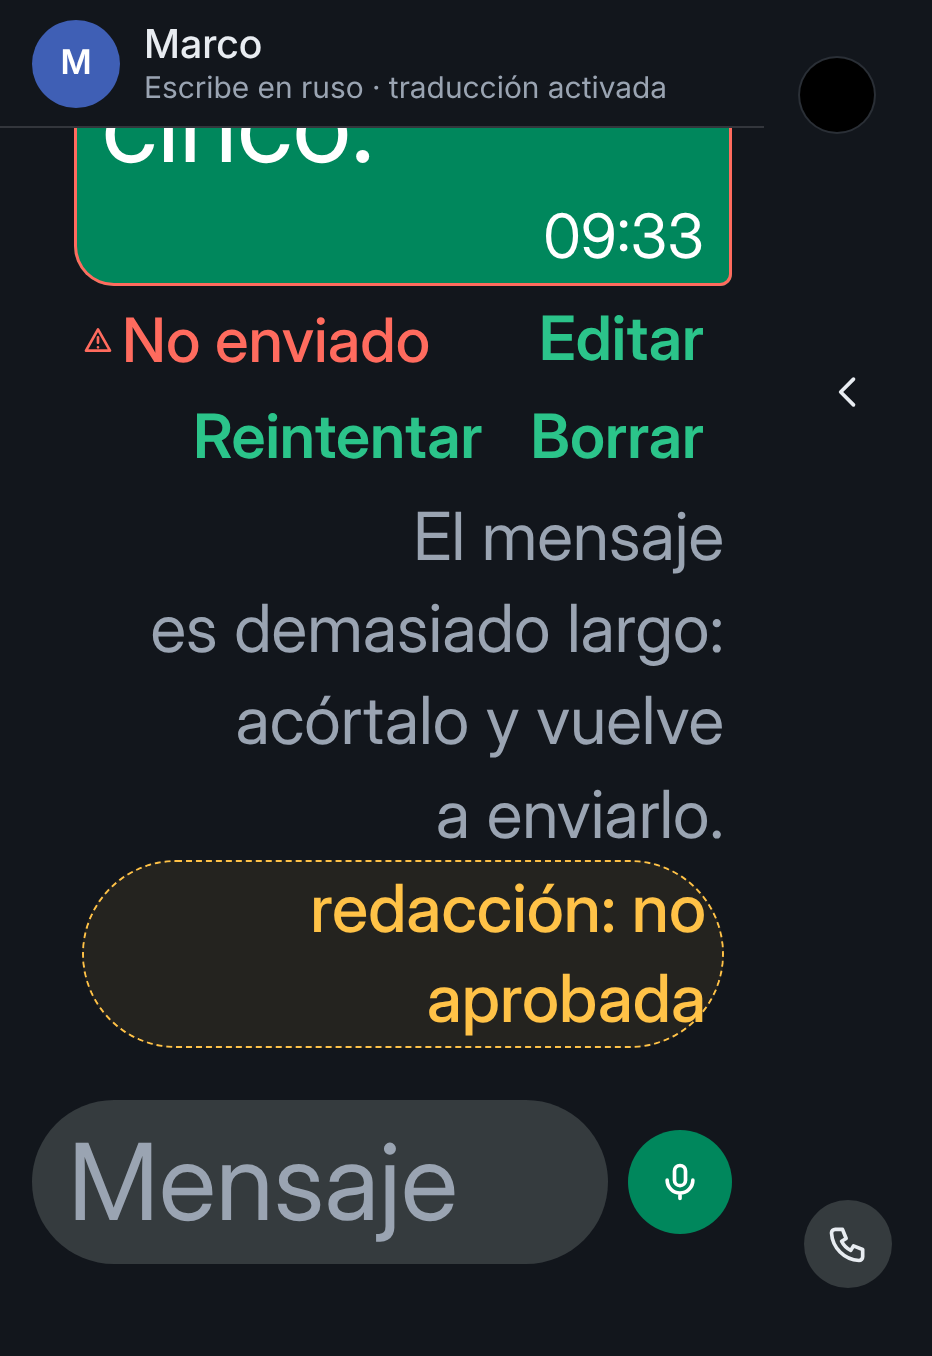 M
Marco
Escribe en ruso · traducción activada
cinco.
09:33
No enviado
Editar
Reintentar
Borrar
El mensaje
es demasiado largo:
acórtalo y vuelve
a enviarlo.
redacción: no
aprobada
Mensaje